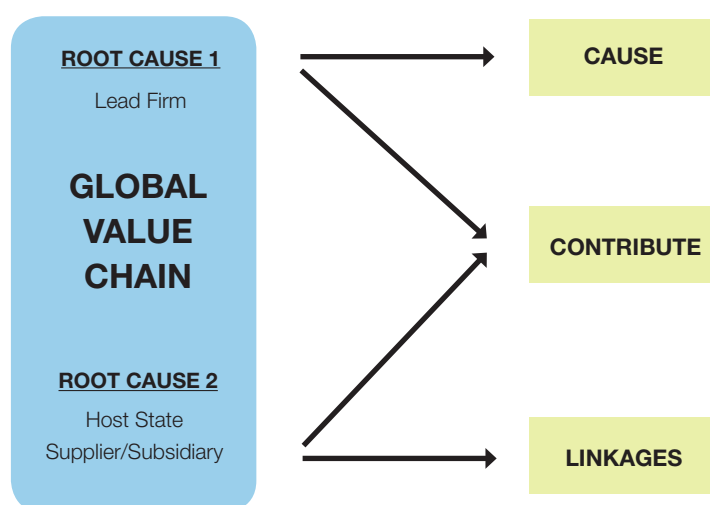 ROOT CAUSE 1
Lead Firm
GLOBAL
VALUE
CHAIN
ROOT CAUSE 2
Host State
Supplier/Subsidiary
CAUSE
CONTRIBUTE
LINKAGES